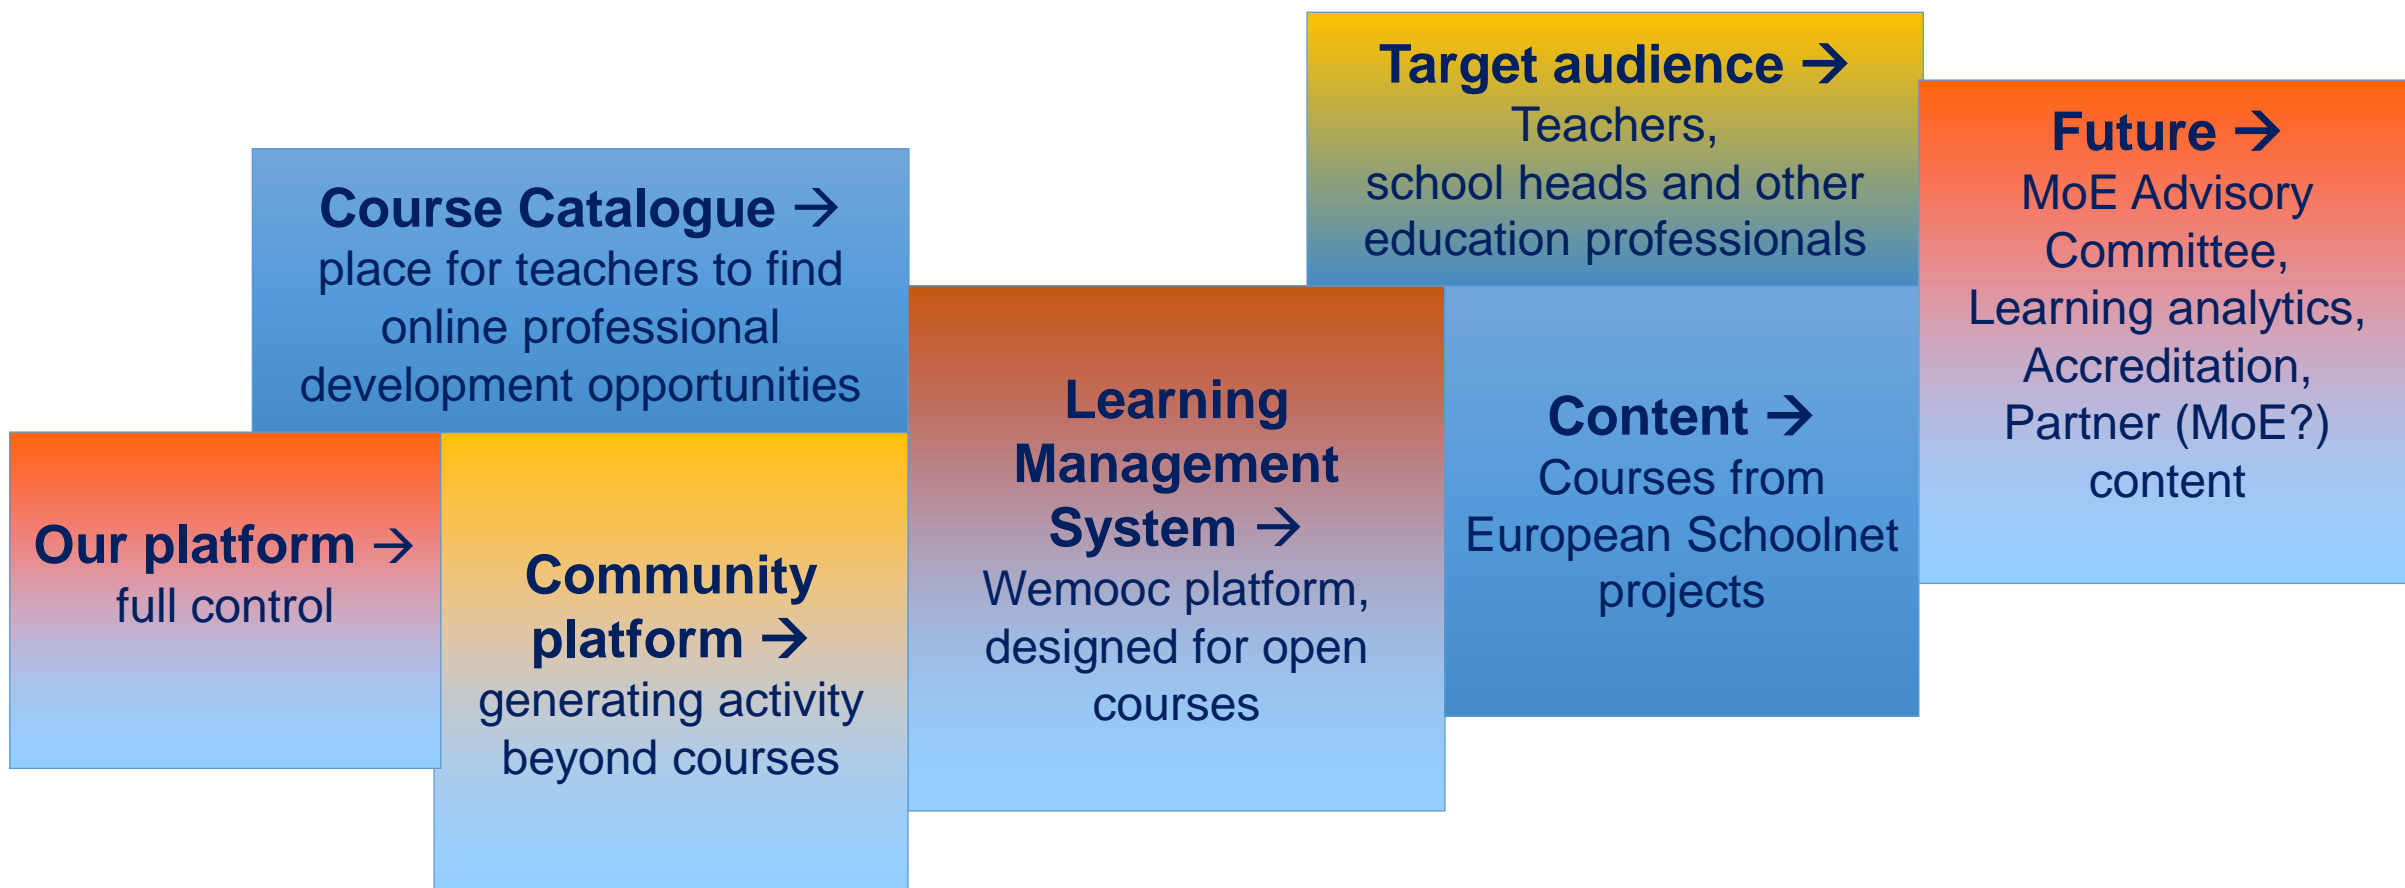 Our platform →
full control
Course Catalogue →
place for teachers to find
online professional
development opportunities
Community
platform →
generating activity
beyond courses
Learning
Management
System →
Wemooc platform,
designed for open
courses
Target audience →
Teachers,
school heads and other
education professionals
Content →
Courses from
European Schoolnet
projects
Future →
MoE Advisory
Committee,
Learning analytics,
Accreditation,
Partner (MoE?)
content